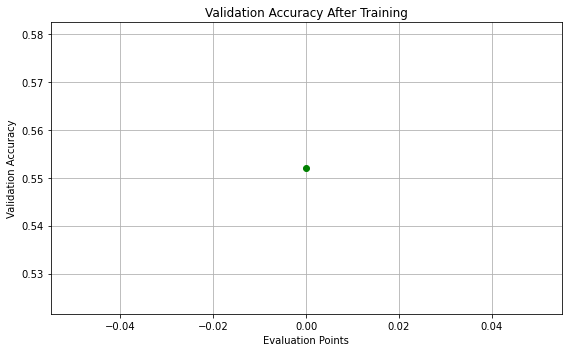 Validation Accuracy After Training
0.58
0.57
0.56
0.55
0.54
0.53
Validation Accuracy
−0.04 −0.02 0.00 0.02 0.04
Evaluation Points